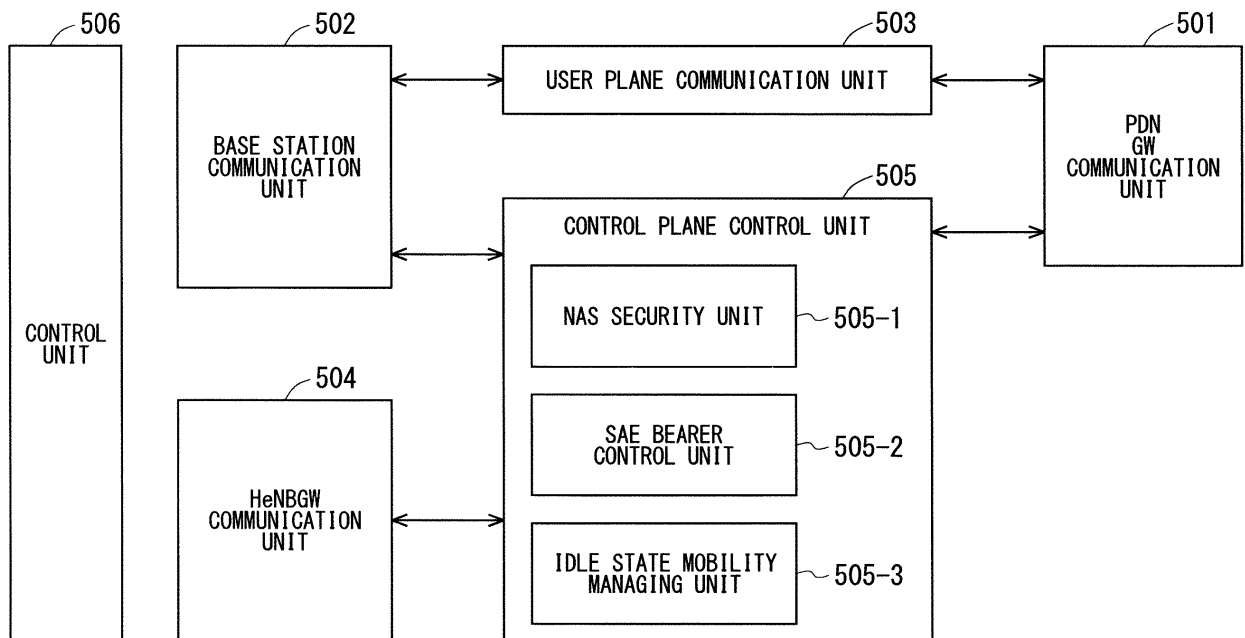 506
502
503
501
USER PLANE COMMUNICATION UNIT
BASE STATION
COMMUNICATION
UNIT
PDN
GW
COMMUNICATION
UNIT
505
CONTROL PLANE CONTROL UNIT
NAS SECURITY UNIT
505-1
CONTROL
UNIT
504
SAE BEARER
CONTROL UNIT
505-2
HeNBGW
COMMUNICATION
UNIT
IDLE STATE MOBILITY
MANAGING UNIT
505-3